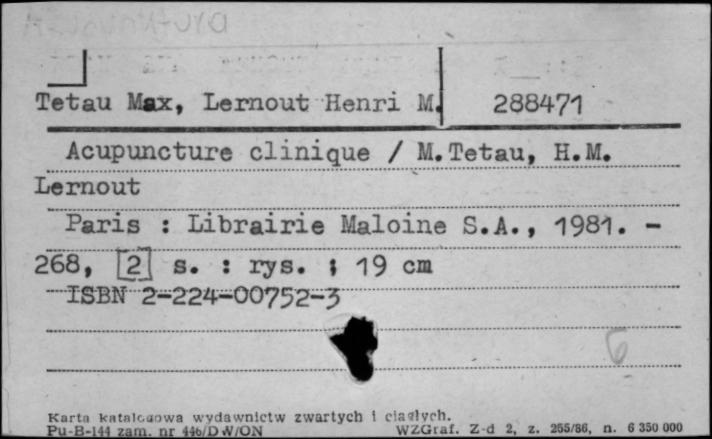 Tetau Max, Lernout Henri M. 288471
Acupuncture clinique / M.Tetau, H.M.
Lernout
Paris : Librairie Maloine S.A., 1981. -
268, [2] s. : rys. ; 19 cm
ISBN 2-224-00752-3
6
Karta katalogowa wydawnictw zwartych i ciągłych.
Pu-B-144 zam. nr 446/DW/ON WZGraf. Z-d 2, z. 265/86, n. 6 350 000